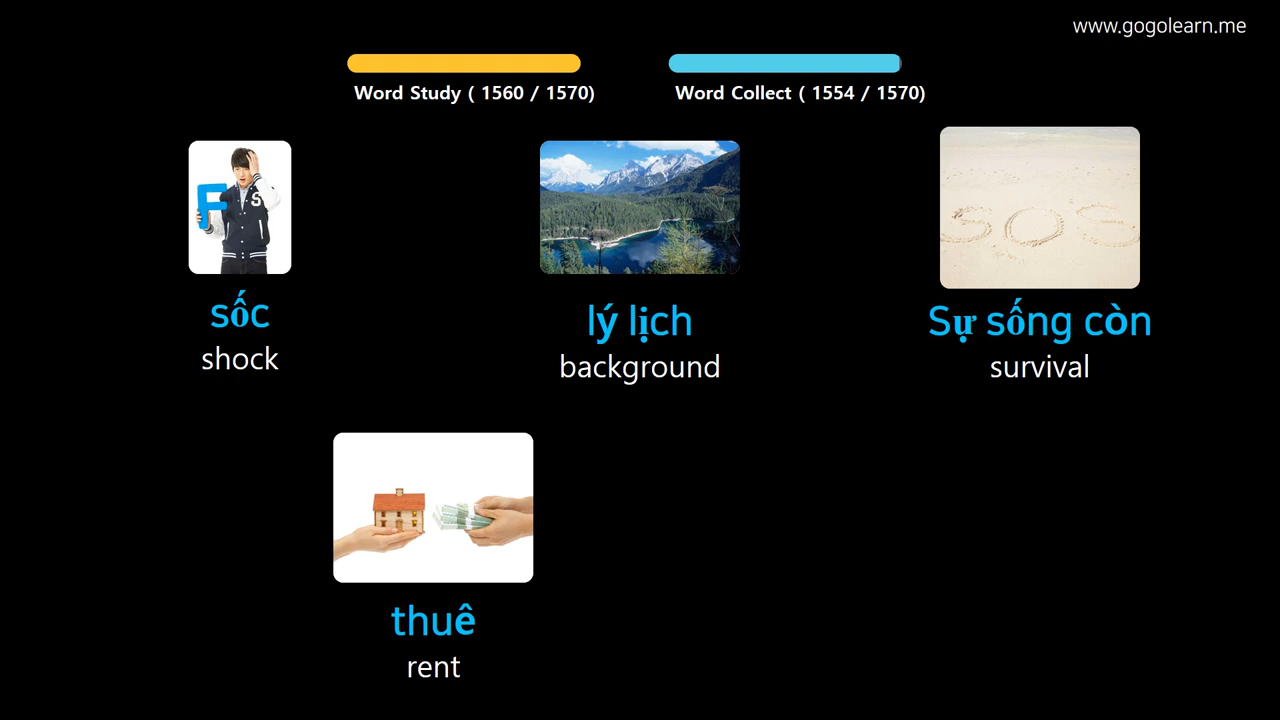 www.gogolearn.me
Word Study ( 1560 / 1570)
Word Collect ( 1554 / 1570)
F
S
SOS
sốc
shock
lý lịch
background
Sự sống còn
survival
thuê
rent